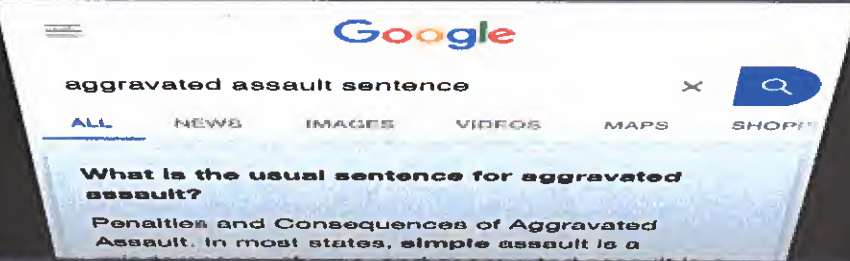 Google
aggravated assault sentence
ALL NEWS IMAGES VIDEOS MAPS
What is the usual sentence for aggravated
assault?
Penalties and Consequences of Aggravated
Assault. In most states, simple assault is a